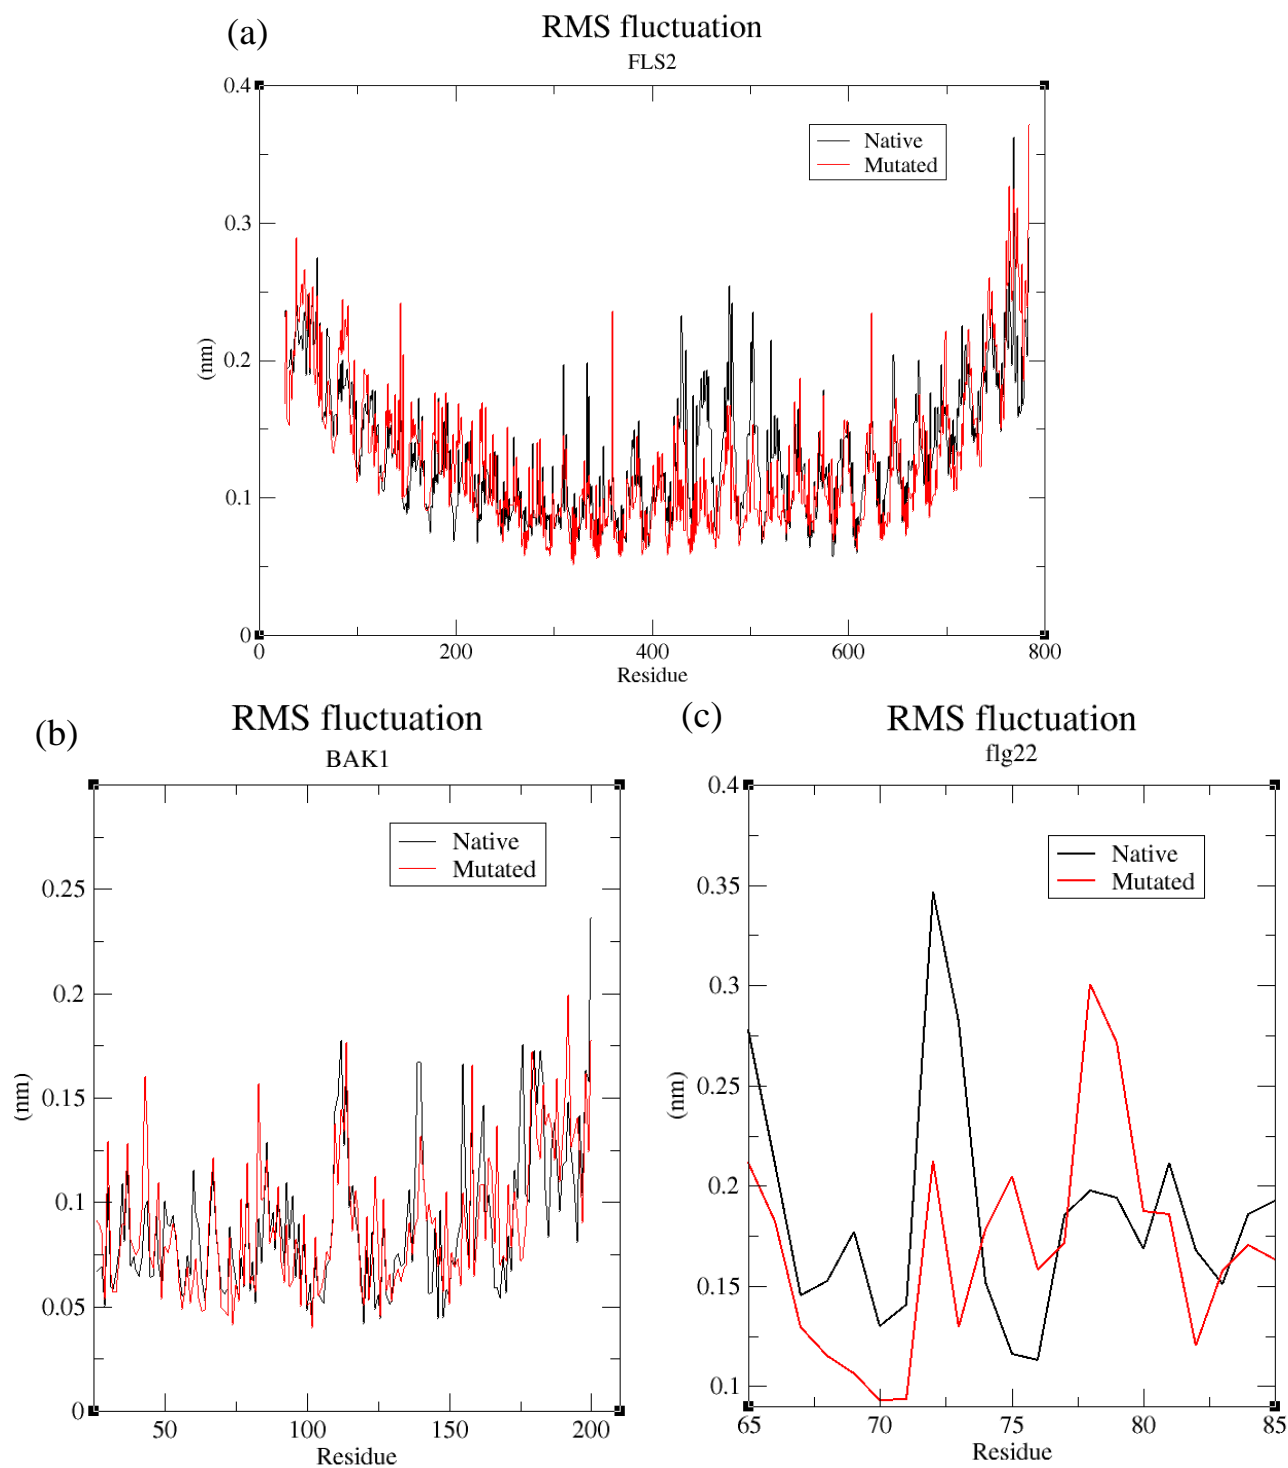 (a)
RMS fluctuation
FLS2
0.4
0.3
0.2
0.1
0
(nm)
Native
Mutated
0 200 400 600 800
Residue
(b)
RMS fluctuation
BAK1
0.25
0.2
0.15
0.1
0.05
0
(nm)
Native
Mutated
50 100 150 200
Residue
(c)
RMS fluctuation
flg22
0.4
0.35
0.3
0.25
0.2
0.15
0.1
(nm)
Native
Mutated
65 70 75 80 85
Residue